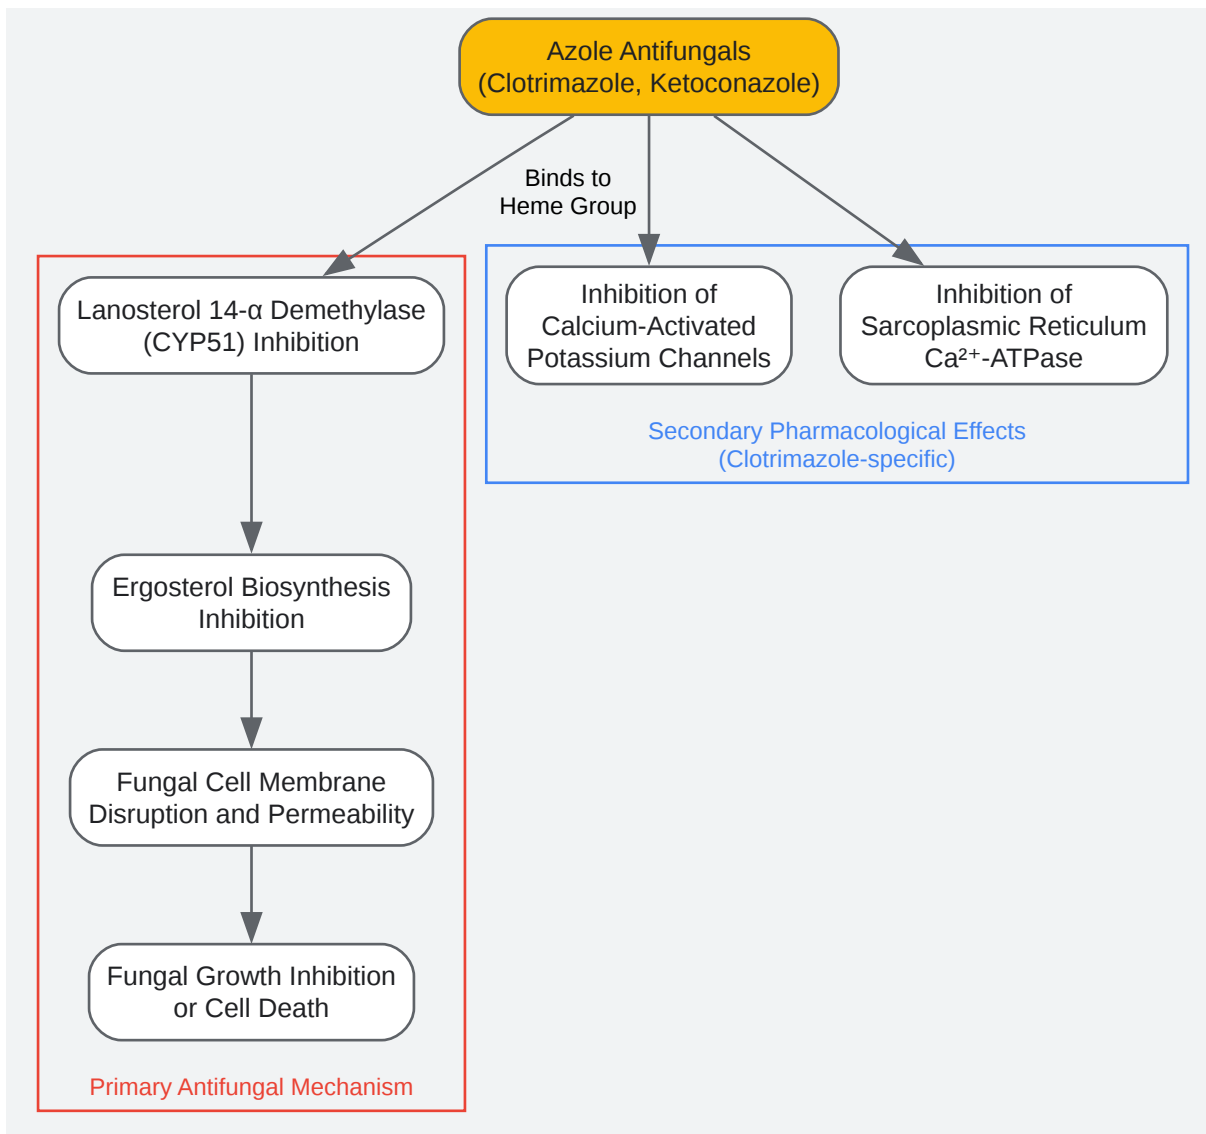 Azole Antifungals
(Clotrimazole, Ketoconazole)
Binds to
Heme Group
Lanosterol 14-α Demethylase
(CYP51) Inhibition
Ergosterol Biosynthesis
Inhibition
Fungal Cell Membrane
Disruption and Permeability
Fungal Growth Inhibition
or Cell Death
Primary Antifungal Mechanism
Inhibition of
Calcium-Activated
Potassium Channels
Inhibition of
Sarcoplasmic Reticulum
Ca²⁺-ATPase
Secondary Pharmacological Effects
(Clotrimazole-specific)